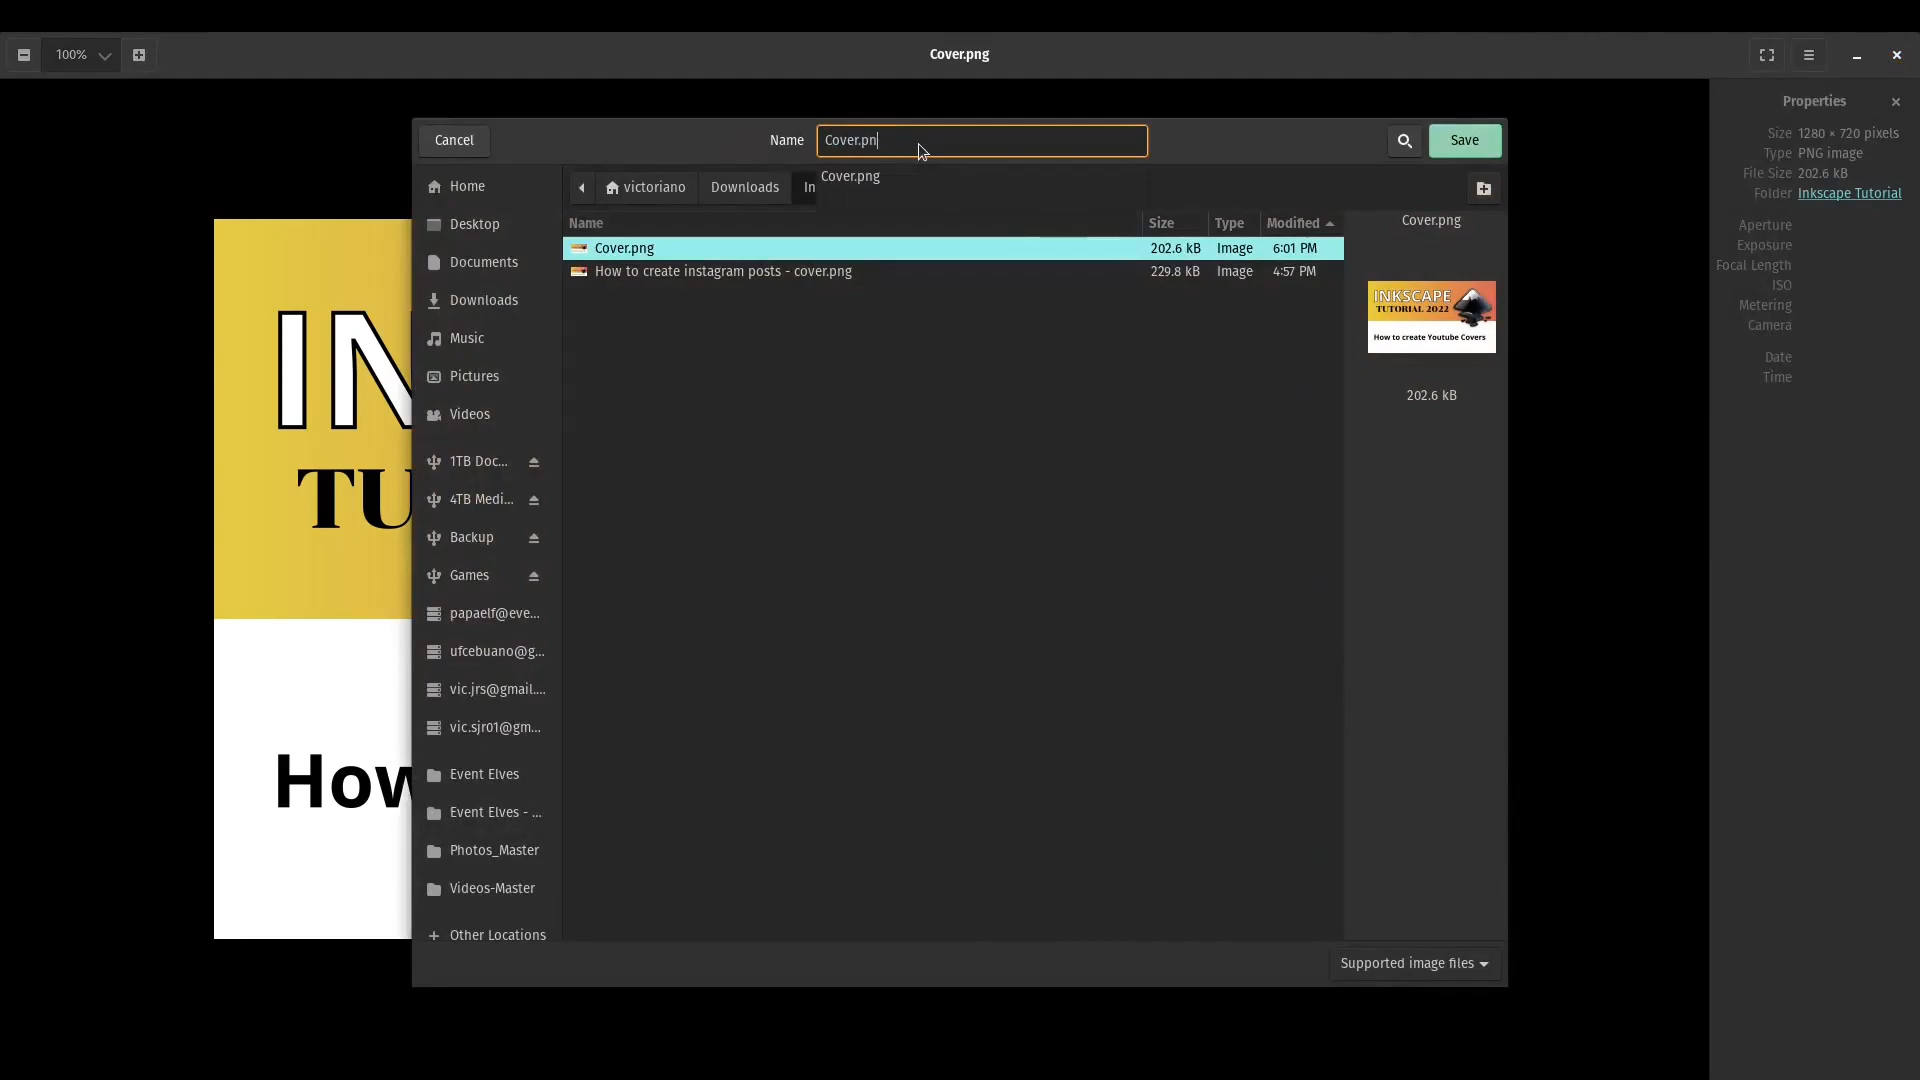 100%
Cover.png
Properties
Size 1280 × 720 pixels
Type PNG image
File Size 202.6 kB
Folder Inkscape Tutorial
Aperture
Exposure
Focal Length
ISO
Metering
Camera
Date
Time
Cancel
Name Cover.pn
Save
Cover.png
victoriano Downloads In
Name Size Type Modified
Cover.png 202.6 kB Image 6:01 PM
How to create instagram posts - cover.png 229.8 kB Image 4:57 PM
Home
Desktop
Documents
Downloads
Music
Pictures
Videos
1TB Doc...
4TB Medi...
Backup
Games
papaelf@eve...
ufcebuano@g...
vic.jrs@gmail....
vic.sjr01@gm...
Event Elves
Event Elves - ...
Photos_Master
Videos-Master
Other Locations
Cover.png
INKSCAPE
TUTORIAL 2022
How to create Youtube Covers
202.6 kB
Supported image files
IN
TU
How